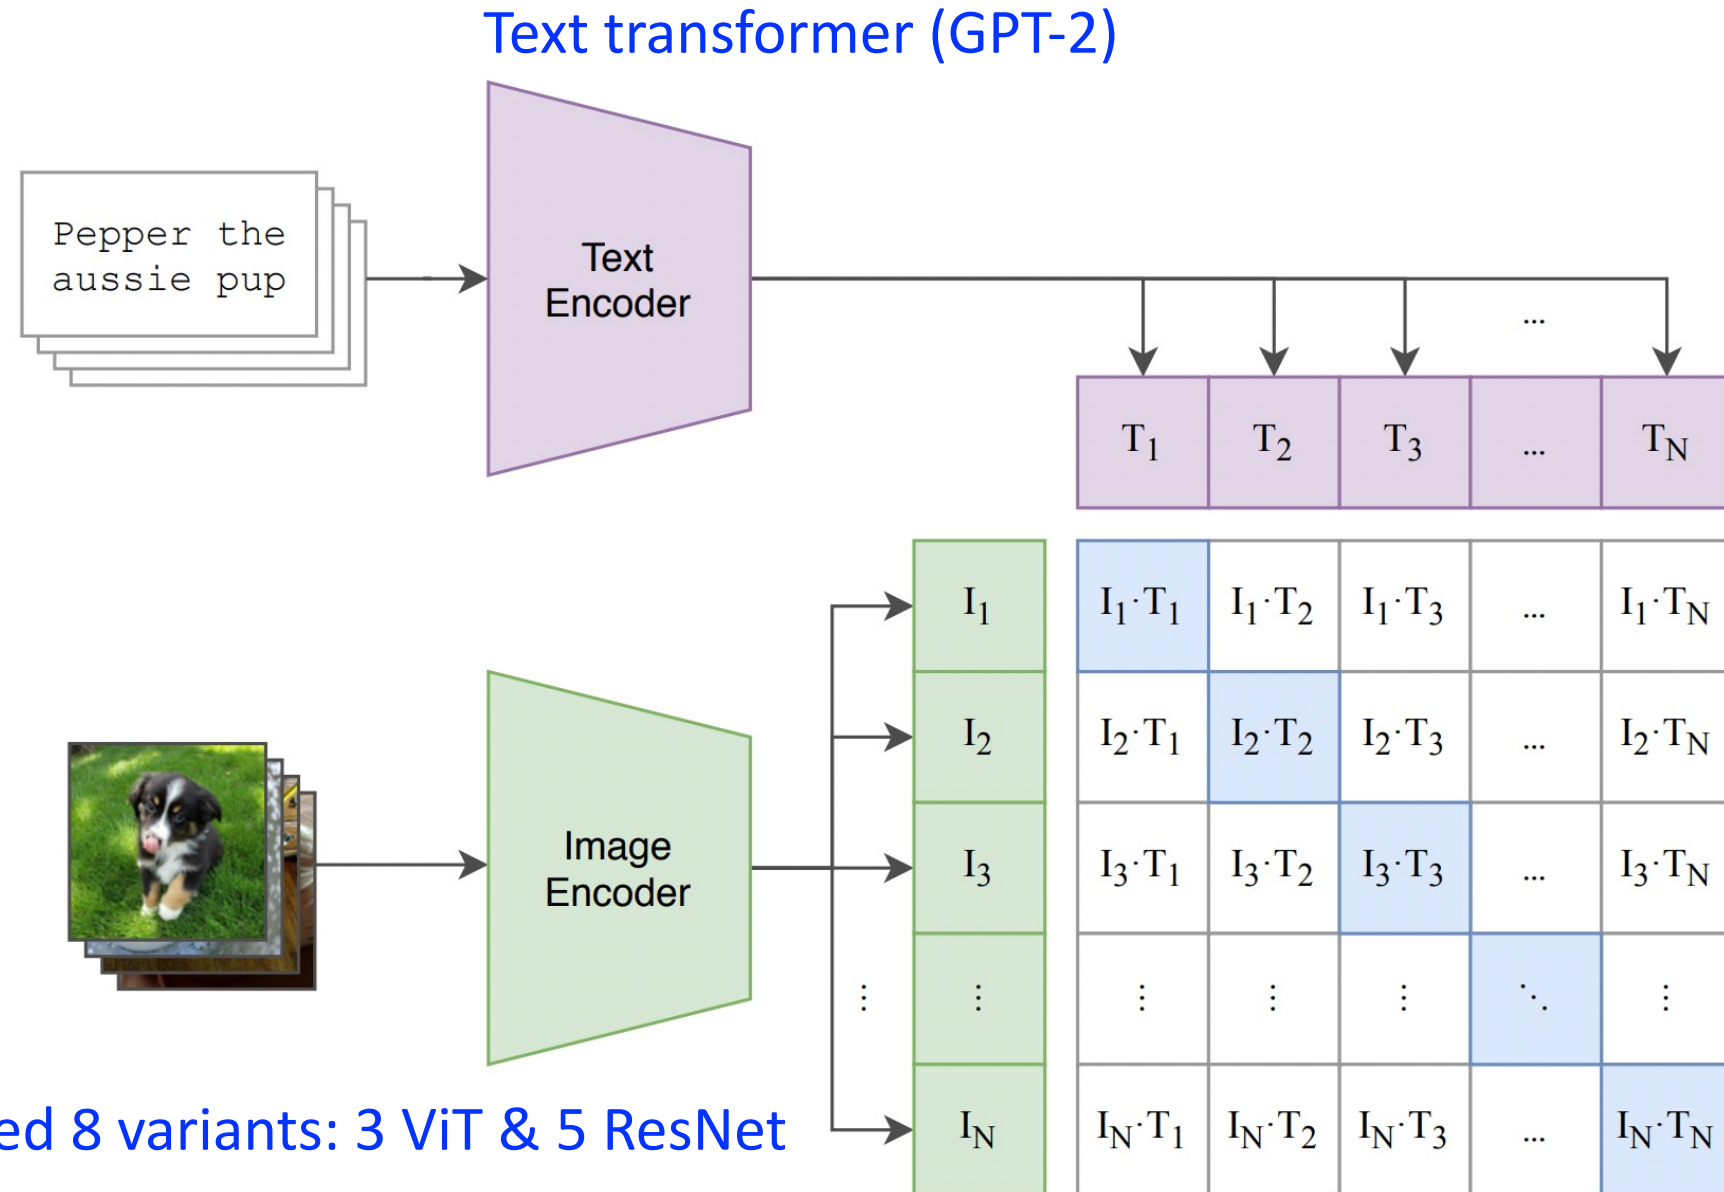 Text transformer (GPT-2)
Pepper the
aussie pup
Text
Encoder
...
T1 T2 T3 ... TN
I1 I1·T1 I1·T2 I1·T3 ... I1·TN
I2 I2·T1 I2·T2 I2·T3 ... I2·TN
Image
Encoder
I3 I3·T1 I3·T2 I3·T3 ... I3·TN
⋮ ⋮ ⋮ ⋮ ⋮ ⋱ ⋮
IN IN·T1 IN·T2 IN·T3 ... IN·TN
ed 8 variants: 3 ViT & 5 ResNet